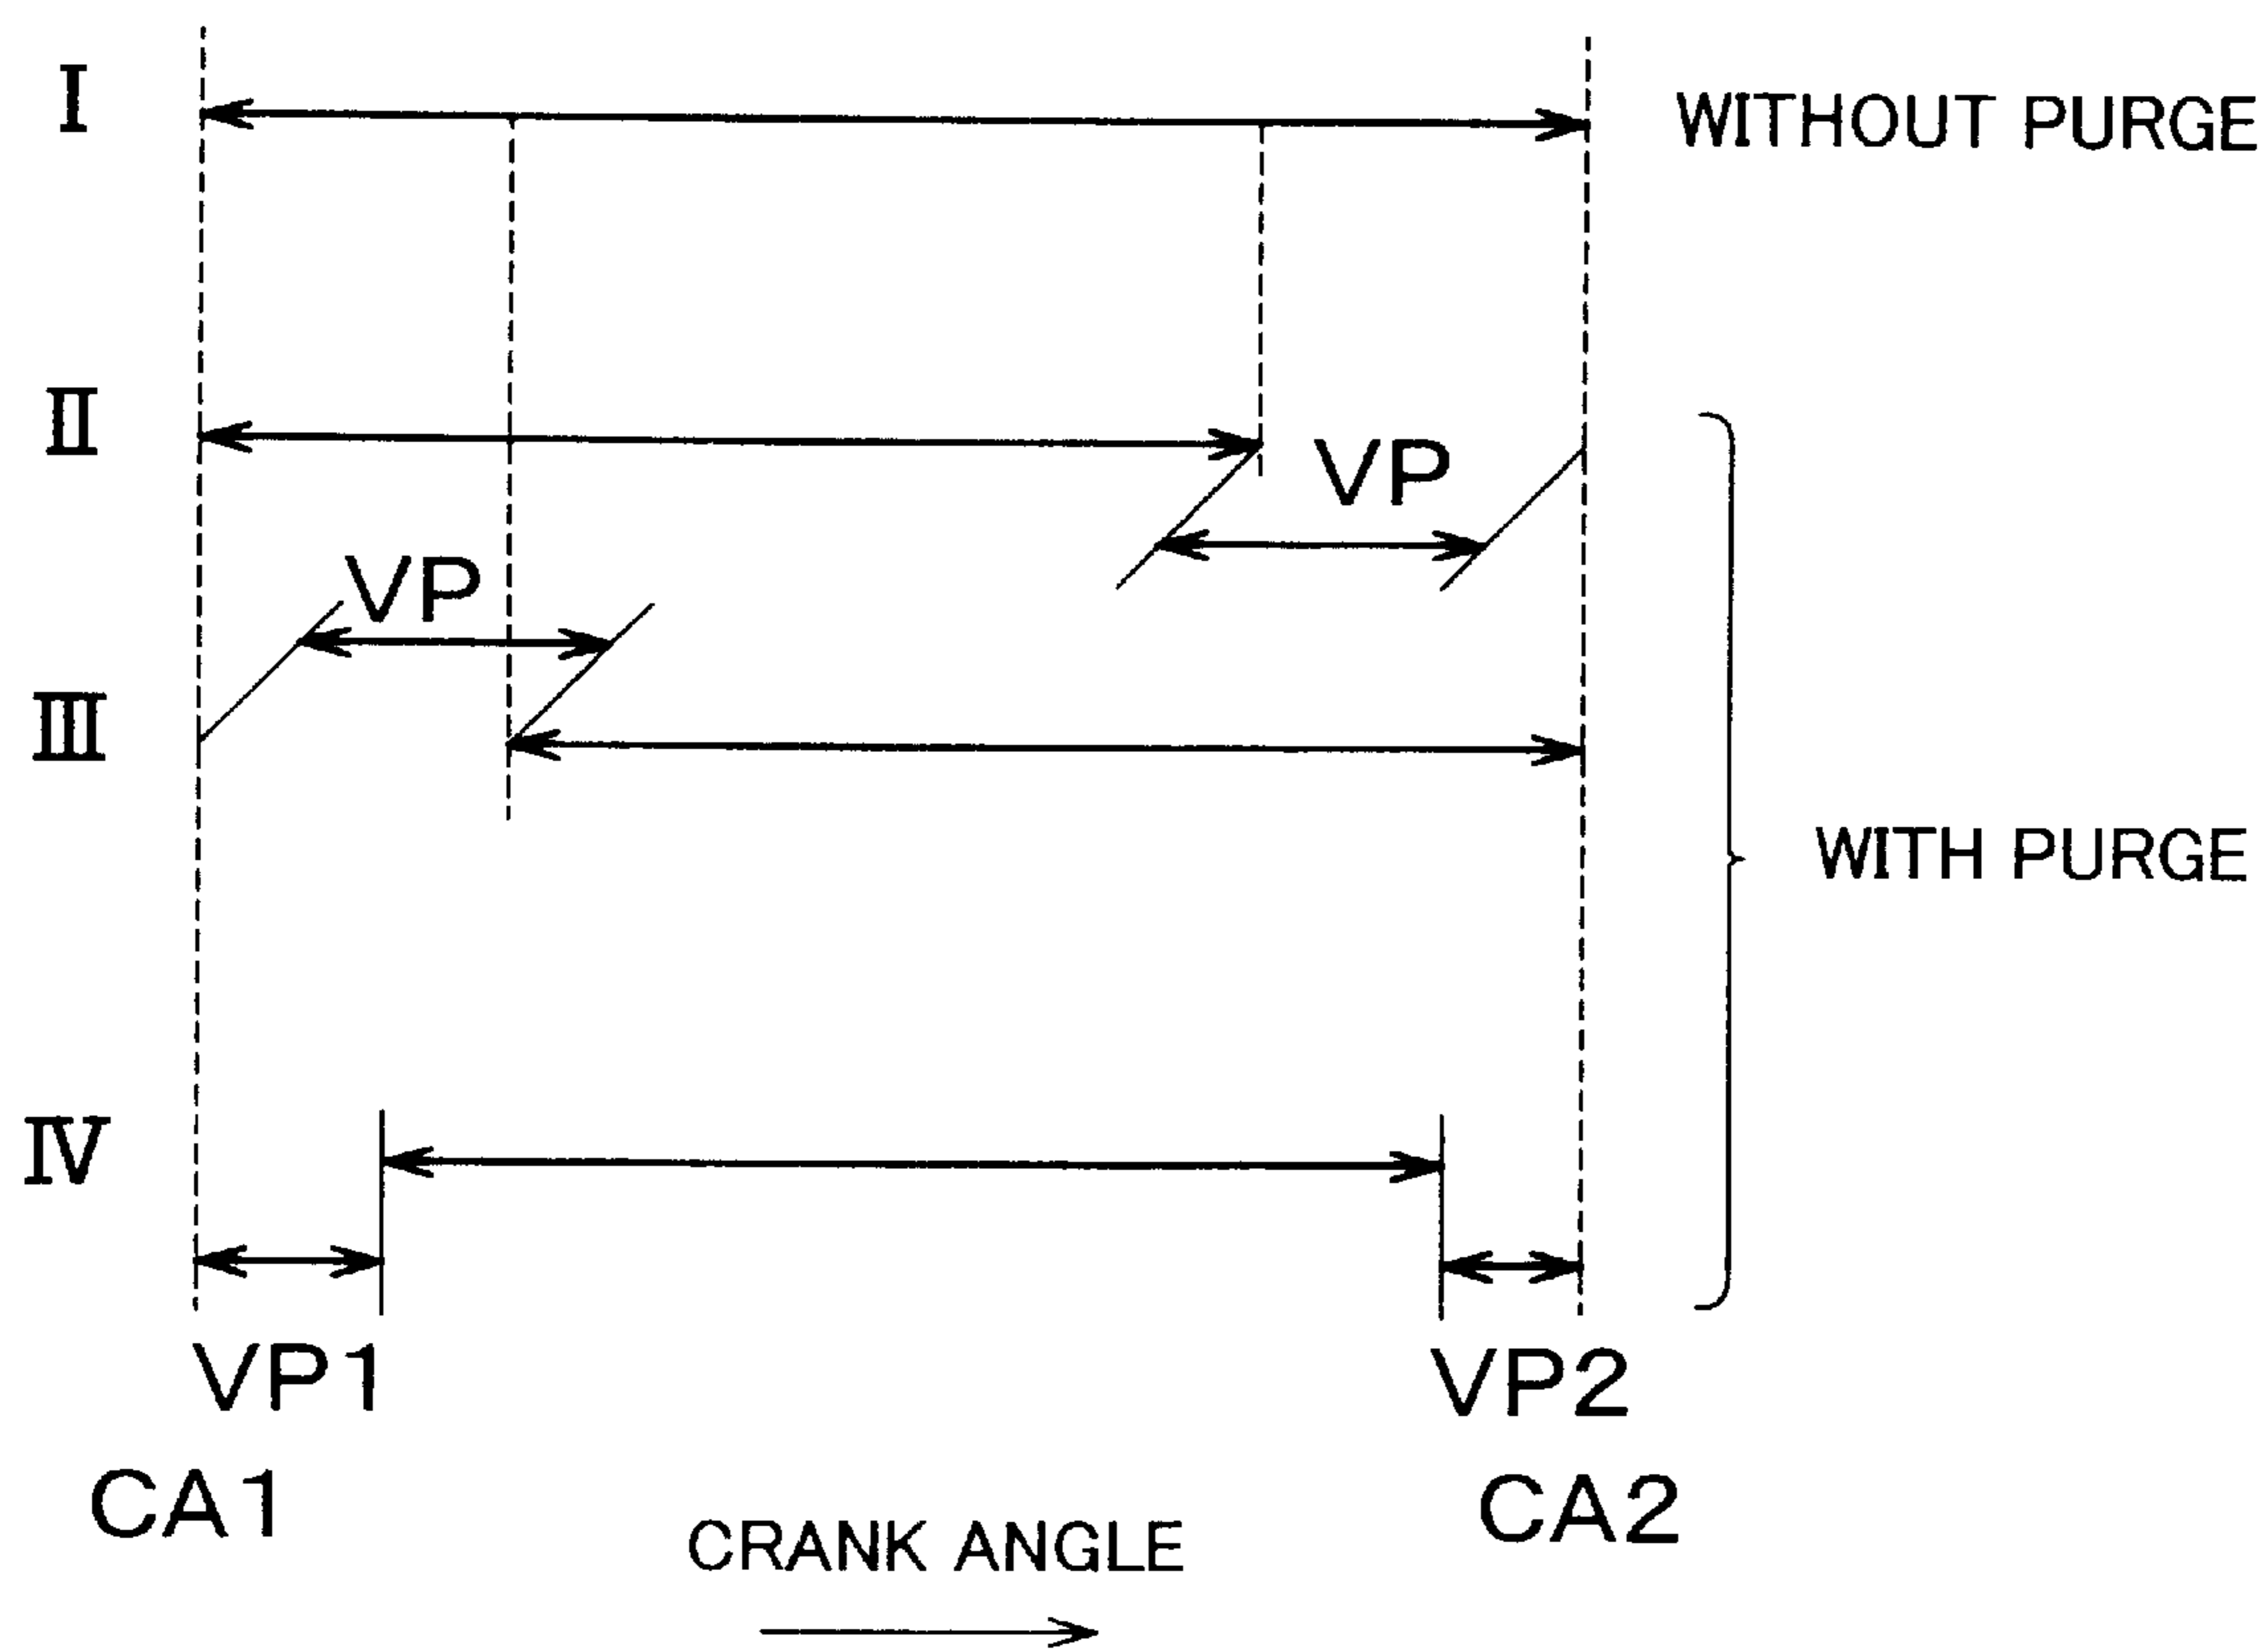 I WITHOUT PURGE
II
VP
VP
III
WITH PURGE
IV
VP1 VP2
CA1 CA2
CRANK ANGLE